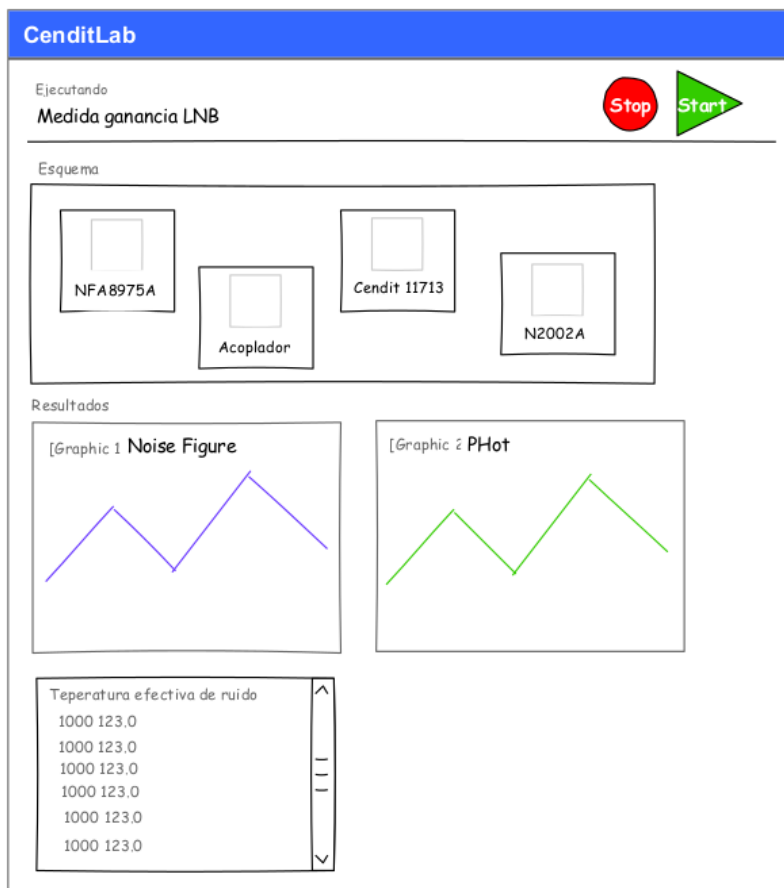 CenditLab
Ejecutando
Medida ganancia LNB
Stop
Start
Esquema
NFA8975A
Acoplador
Cendit 11713
N2002A
Resultados
[Graphic 1 Noise Figure
[Graphic 2 PHot
Teperatura efectiva de ruido
1000 123.0
1000 123.0
1000 123.0
1000 123.0
1000 123.0
1000 123.0